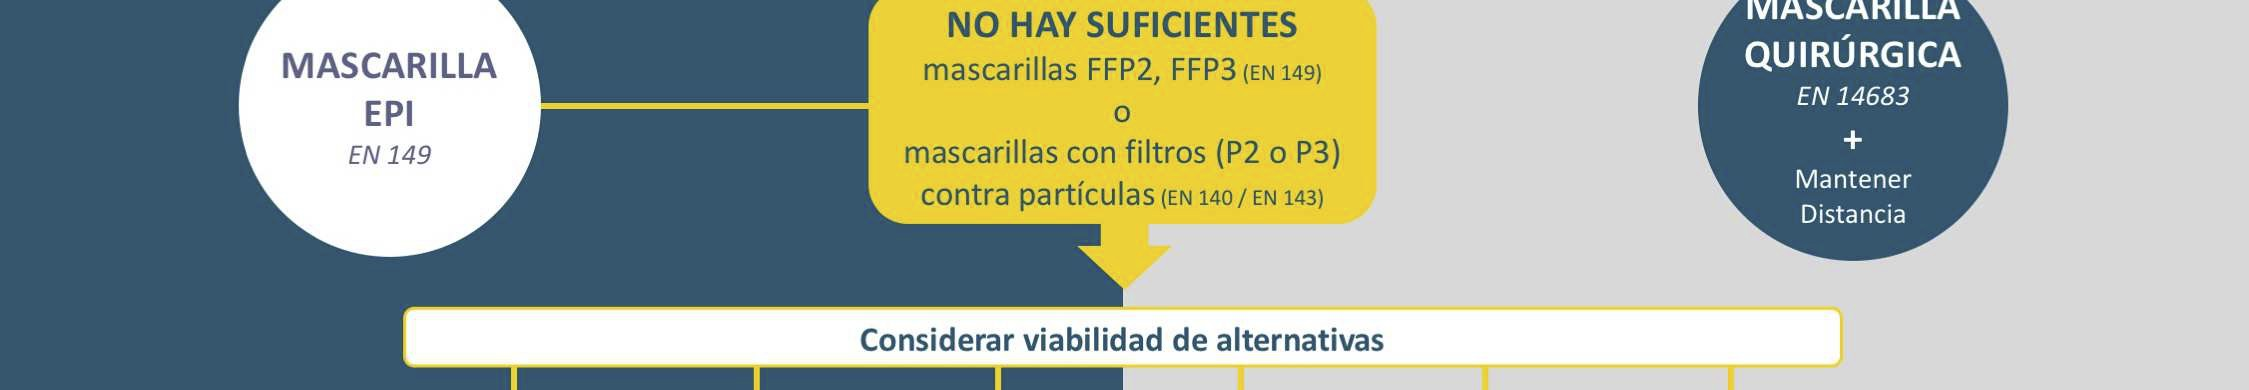 MASCARILLA
EPI
EN 149
NO HAY SUFICIENTES
mascarillas FFP2, FFP3 (EN 149)
o
mascarillas con filtros (P2 o P3)
contra partículas (EN 140 / EN 143)
MASCARILLA
QUIRÚRGICA
EN 14683
+
Mantener
Distancia
Considerar viabilidad de alternativas